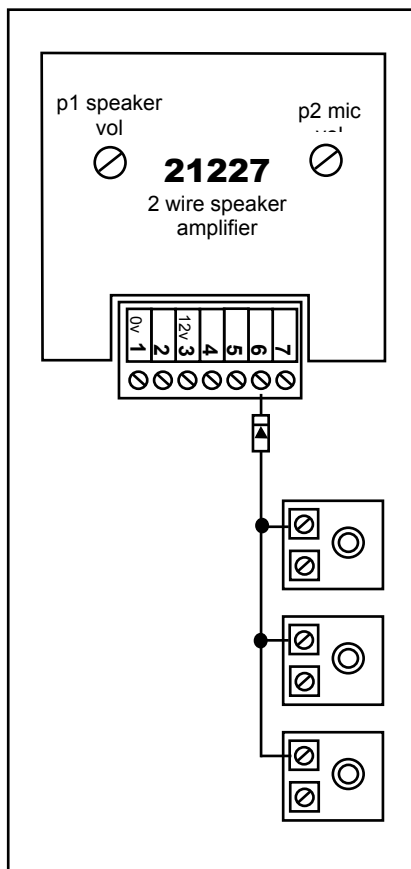 p1 speaker
vol
p2 mic
21227
2 wire speaker
amplifier
0v 1
2
12v 3
4
5
6
7